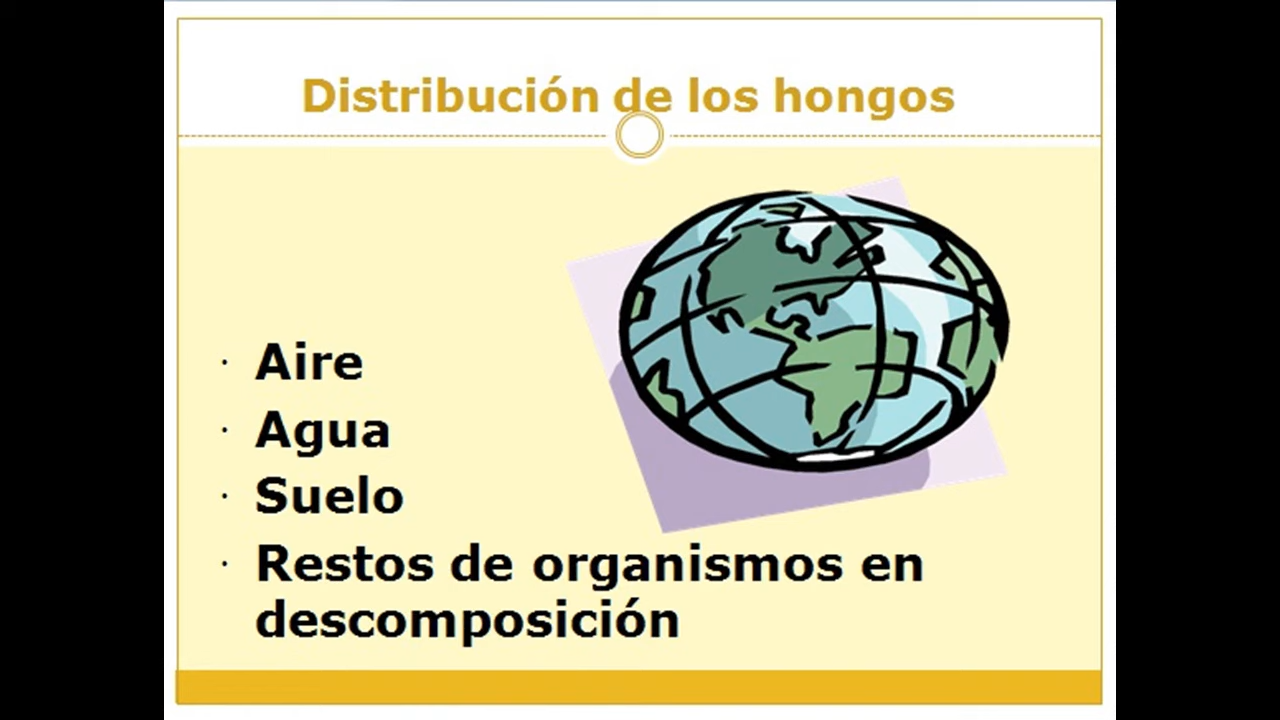 Distribución de los hongos
· Aire
· Agua
· Suelo
· Restos de organismos en
descomposición